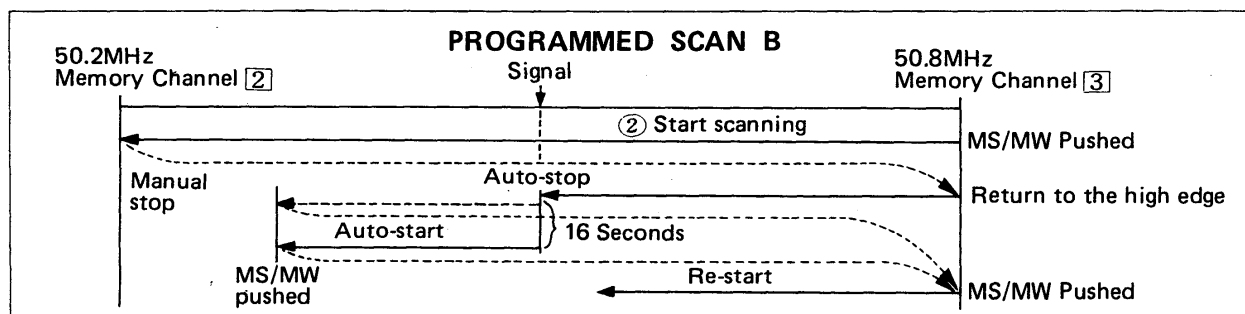 PROGRAMMED SCAN B
50.2MHz
Memory Channel 2
Signal
50.8MHz
Memory Channel 3
② Start scanning
MS/MW Pushed
Manual
stop
Auto-stop
Return to the high edge
Auto-start
16 Seconds
MS/MW
pushed
Re-start
MS/MW Pushed